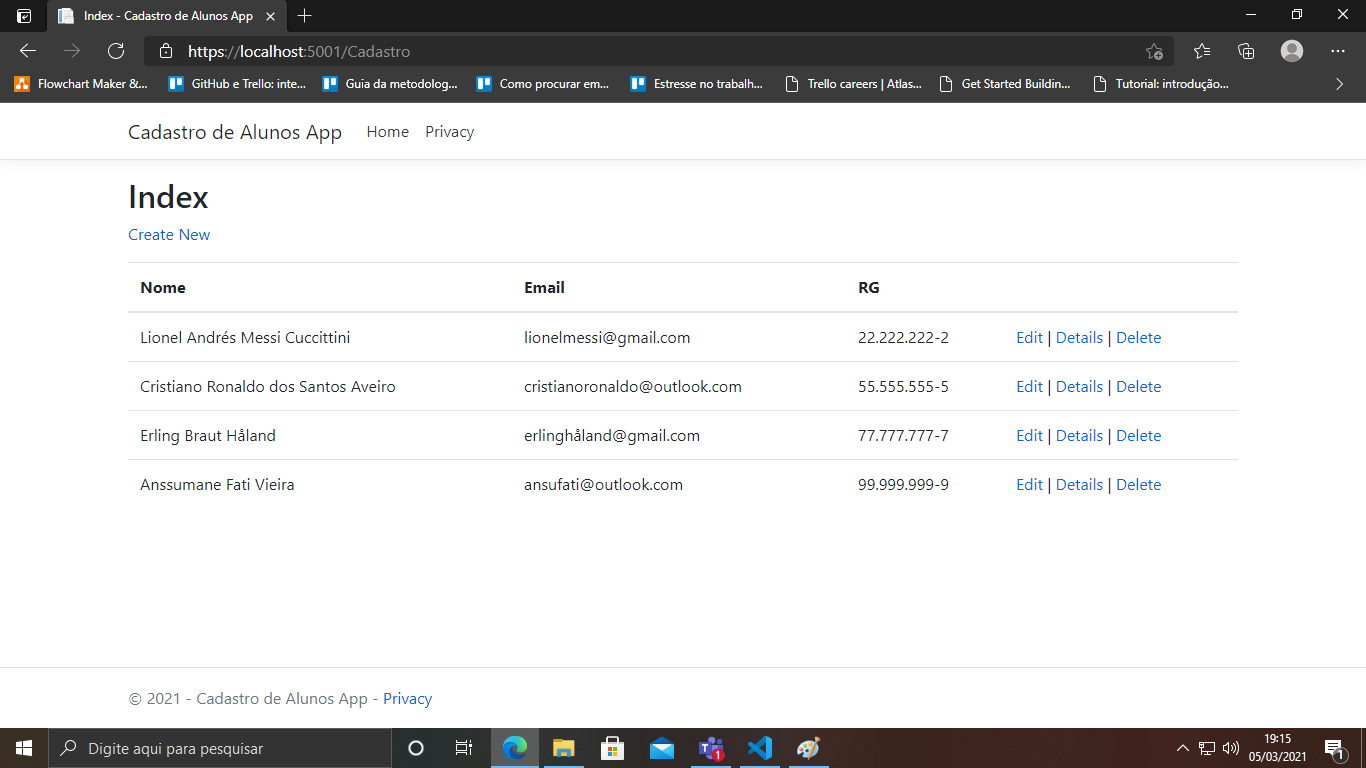 Index - Cadastro de Alunos App
https://localhost:5001/Cadastro
Flowchart Maker &... GitHub e Trello: inte... Guia da metodolog... Como procurar em... Estresse no trabalh... Trello careers | Atlas... Get Started Buildin... Tutorial: introdução...
Cadastro de Alunos App Home Privacy
Index
Create New
Nome Email RG
Lionel Andrés Messi Cuccittini lionelmessi@gmail.com 22.222.222-2 Edit | Details | Delete
Cristiano Ronaldo dos Santos Aveiro cristianoronaldo@outlook.com 55.555.555-5 Edit | Details | Delete
Erling Braut Håland erlinghåland@gmail.com 77.777.777-7 Edit | Details | Delete
Anssumane Fati Vieira ansufati@outlook.com 99.999.999-9 Edit | Details | Delete
© 2021 - Cadastro de Alunos App - Privacy
Digite aqui para pesquisar 1 19:15
05/03/2021 1